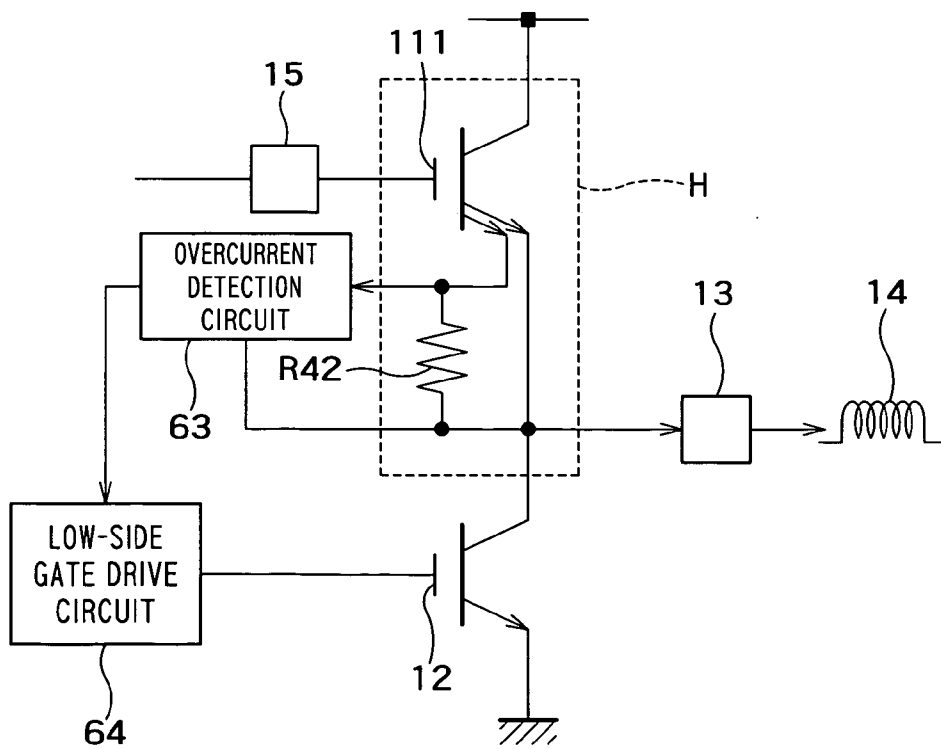 111
15
H
OVERCURRENT
DETECTION
CIRCUIT
13
14
R42
63
LOW-SIDE
GATE DRIVE
CIRCUIT
12
64